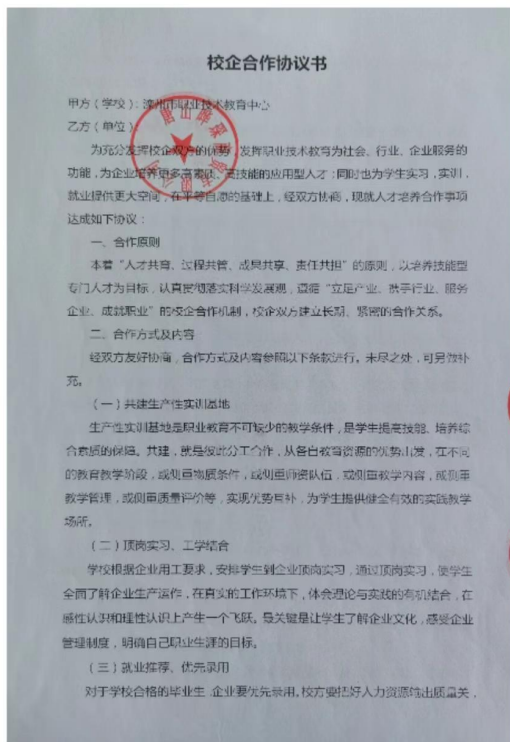 校企合作协议书
甲方（学校）：滦州市职业技术教育中心
乙方（单位）：
为充分发挥校企双方的优势，发挥职业技术教育为社会、行业、企业服务的
功能，为企业培养更多高素质、高技能的应用型人才；同时也为学生实习，实训，
就业提供更大空间，在平等自愿的基础上，经双方协商，现就人才培养合作事项
达成如下协议：
一、合作原则
本着“人才共育、过程共管、成果共享、责任共担”的原则，以培养技能型
专门人才为目标，认真贯彻落实科学发展观，遵循“立足产业、携手行业、服务
企业、成就职业”的校企合作机制，校企双方建立长期、紧密的合作关系。
二、合作方式及内容
经双方友好协商，合作方式及内容参照以下条款进行。未尽之处，可另做补
充。
（一）共建生产性实训基地
生产性实训基地是职业教育不可缺少的教学条件，是学生提高技能、培养综
合素质的保障。共建，就是彼此分工合作，从各自教育资源的优势出发，在不同
的教育教学阶段，或侧重物质条件，或侧重师资队伍，或侧重教学内容，或侧重
教学管理，或侧重质量评价等，实现优势互补，为学生提供健全有效的实践教学
场所。
（二）顶岗实习、工学结合
学校根据企业用工要求，安排学生到企业顶岗实习，通过顶岗实习，使学生
全面了解企业生产运作，在真实的工作环境下，体会理论与实践的有机结合，在
感性认识和理性认识上产生一个飞跃。最关键是让学生了解企业文化，感受企业
管理制度，明确自己职业生涯的目标。
（三）就业推荐、优先录用
对于学校合格的毕业生，企业要优先录用。校方要把好人力资源输出质量关，